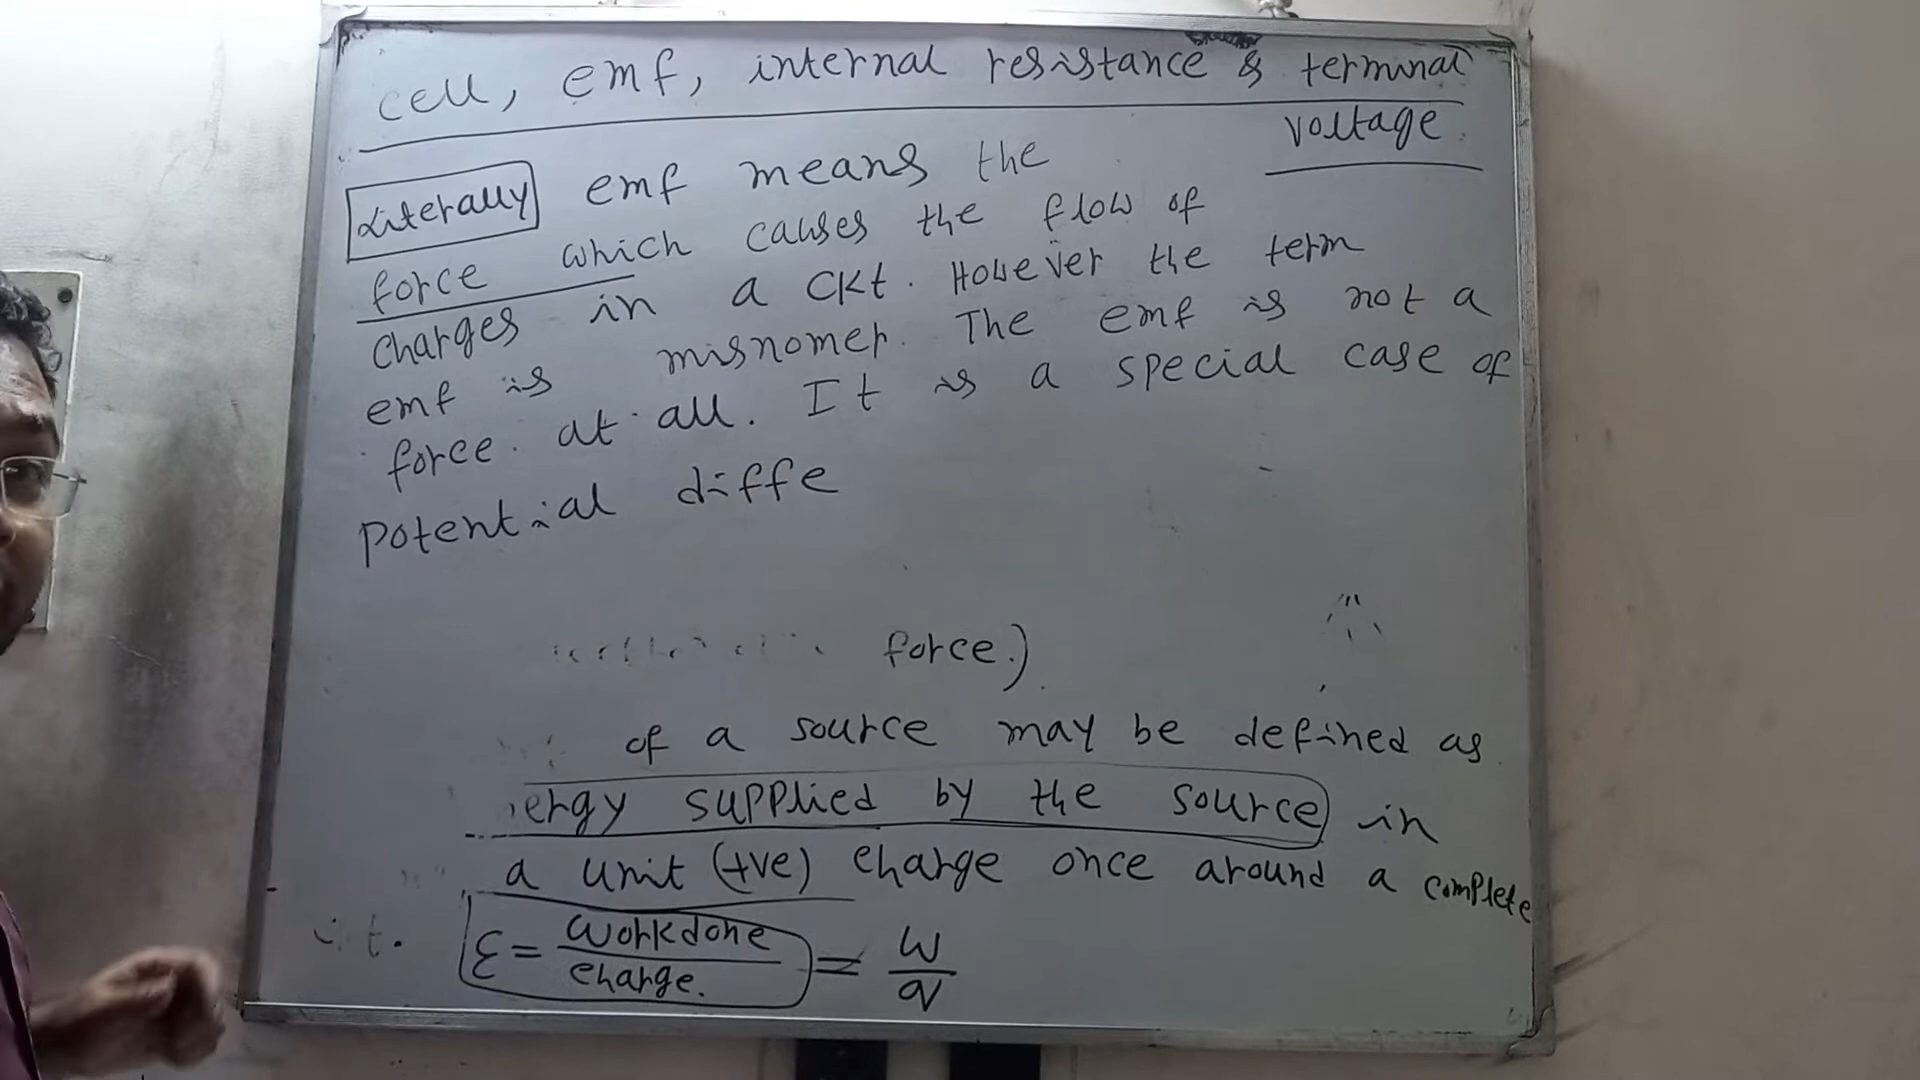 cell, emf, internal resistance & terminal
voltage.
Literally emf means the
force which causes the flow of
charges in a ckt. However the term
emf is misnomer. The emf is not a
force. at all. It is a special case of
potential diffe
force.)
of a source may be defined as
ergy supplied by the source in
a unit (+ve) charge once around a complete
ε = workdone / charge. = W / q